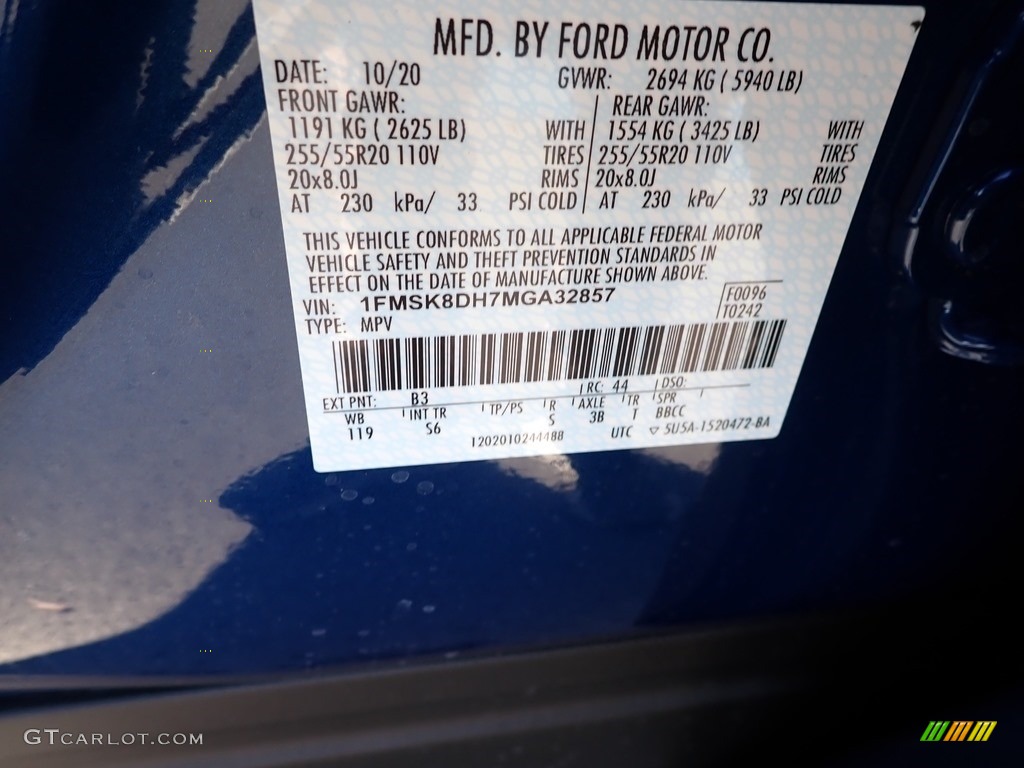 MFD. BY FORD MOTOR CO.
DATE: 10/20 GVWR: 2694 KG ( 5940 LB)
FRONT GAWR: REAR GAWR:
1191 KG ( 2625 LB) WITH 1554 KG ( 3425 LB) WITH
255/55R20 110V TIRES 255/55R20 110V TIRES
20x8.0J RIMS 20x8.0J RIMS
AT 230 kPa/ 33 PSI COLD AT 230 kPa/ 33 PSI COLD
THIS VEHICLE CONFORMS TO ALL APPLICABLE FEDERAL MOTOR
VEHICLE SAFETY AND THEFT PREVENTION STANDARDS IN
EFFECT ON THE DATE OF MANUFACTURE SHOWN ABOVE.
VIN: 1FMSK8DH7MGA32857 F0096
TYPE: MPV T0242
EXT PNT: B3 RC: 44 DSO:
WB INT TR TP/PS R AXLE TR SPR
119 S6 S 3B T BBCC
1202010244488 UTC ▽ 5U5A-1520472-BA
GTCARLOT.COM